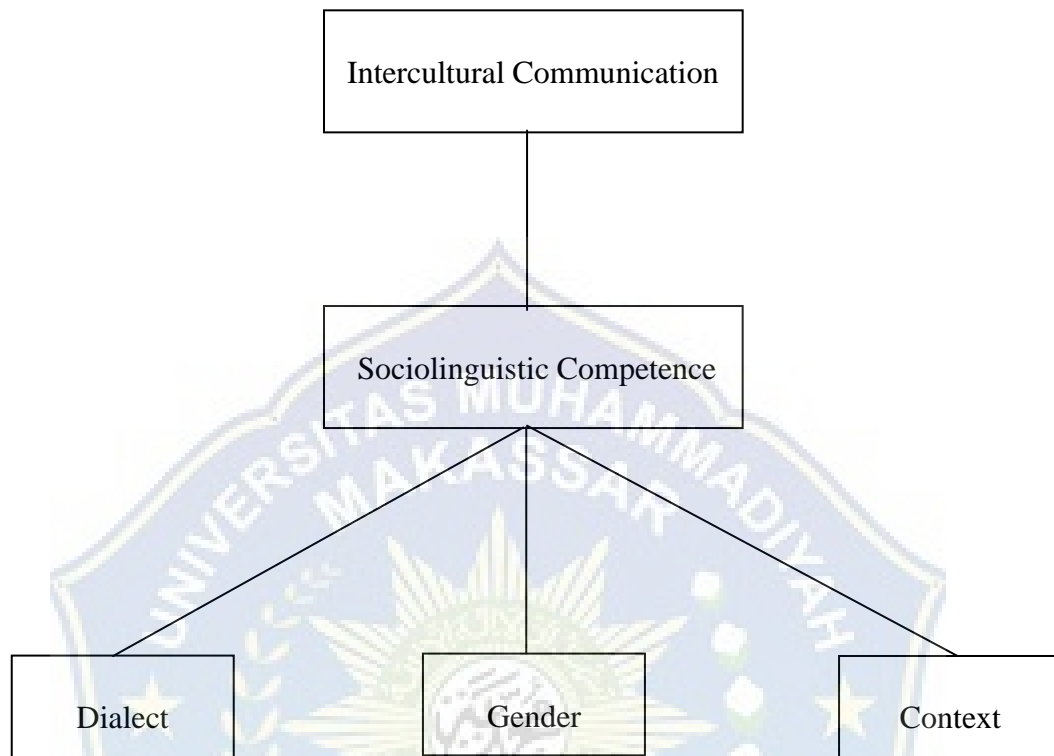 Intercultural Communication
Sociolinguistic Competence
UNIVERSITAS MUHAMMADIYAH
MAKASSAR
Dialect
Gender
Context